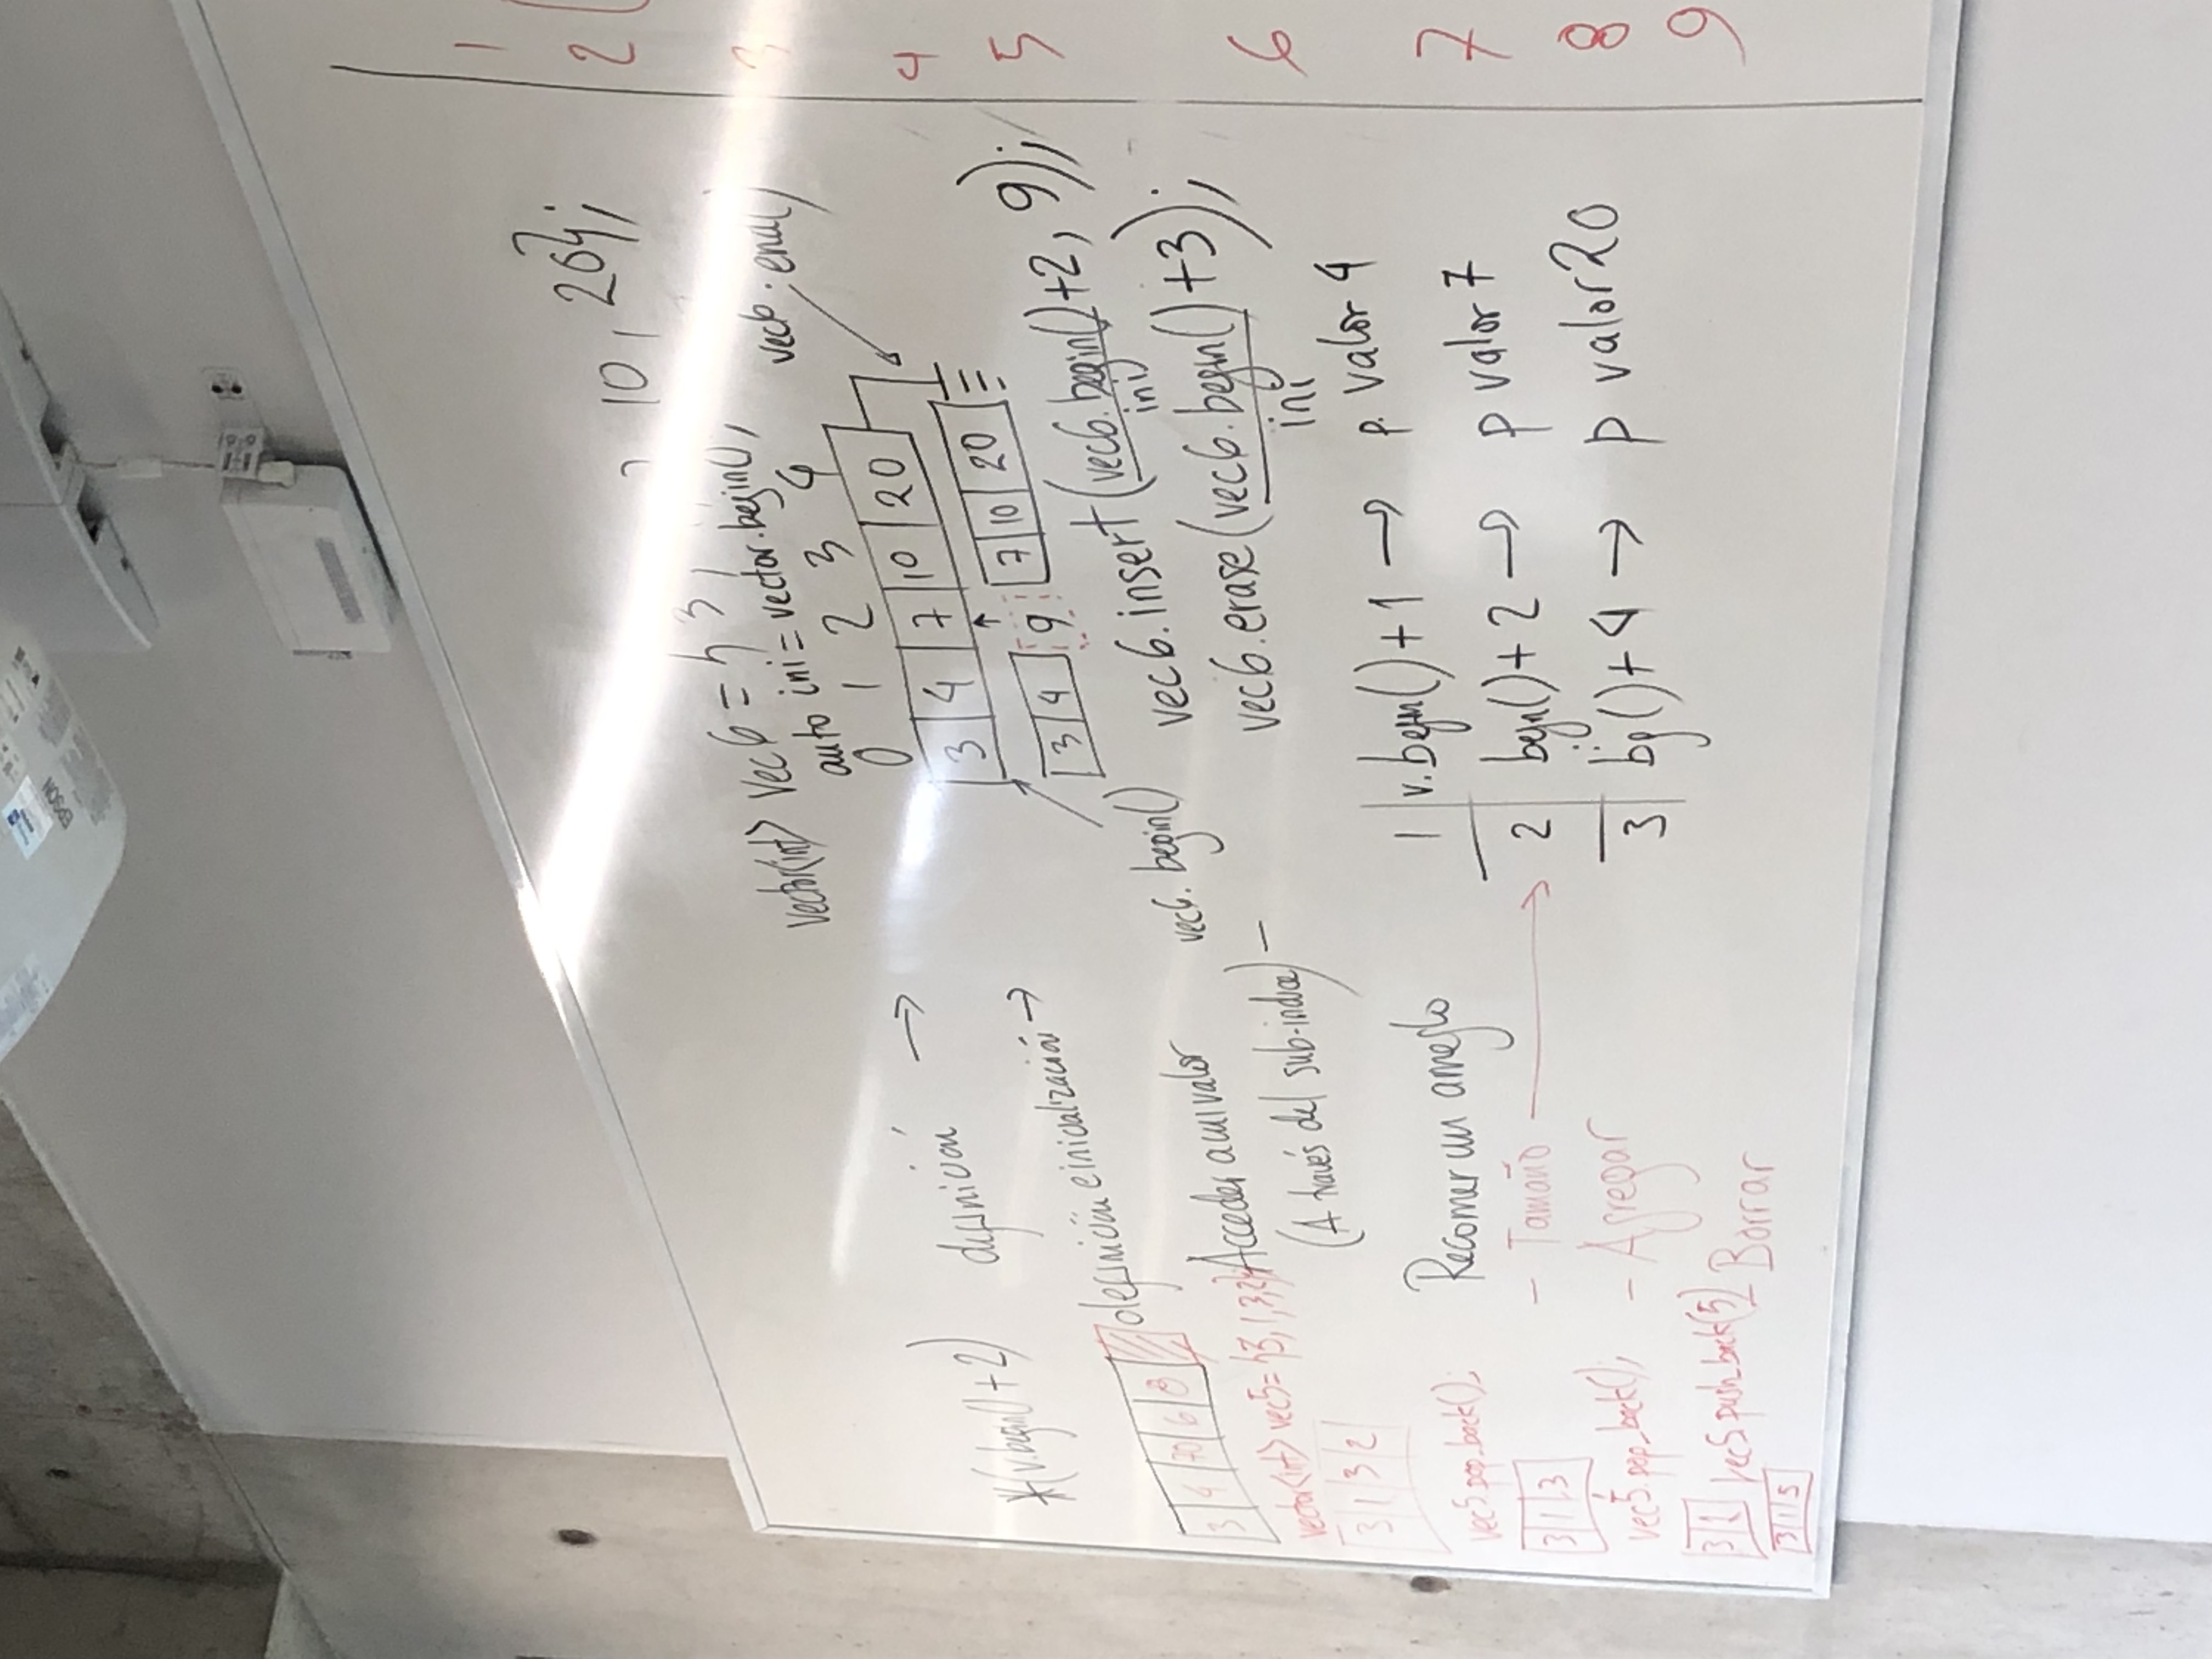 EPSON
vector<int> vec6 = {3, 10, 20};
auto ini = vector.begin();
vec6.end()
0 1 2 3 4
3 4 7 10 20
3 4 9 7 10 20
vec6.begin()
vec6.insert(vec6.begin()+2, 9);
ini
vec6.erase(vec6.begin()+3);
ini
1 v.begin()+1 → p. valor 4
2 begin()+2 → p valor 7
3 bg()+4 → p valor 20
*(v.begin()+2)
definición →
definición e inicialización →
Acceder a un valor
(A través del sub-indice) –
Recorrer un arreglo
- Tamaño
- Agregar
- Borrar
3 4 70 6 8
vector<int> vec5 = {3, 1, 3, 2};
3 1 3 2
vec5.pop_back();
3 1 3
vec5.pop_back();
3 1
vec5.push_back(5)
3 1 5
1
2
3
4
5
6
7
8
9